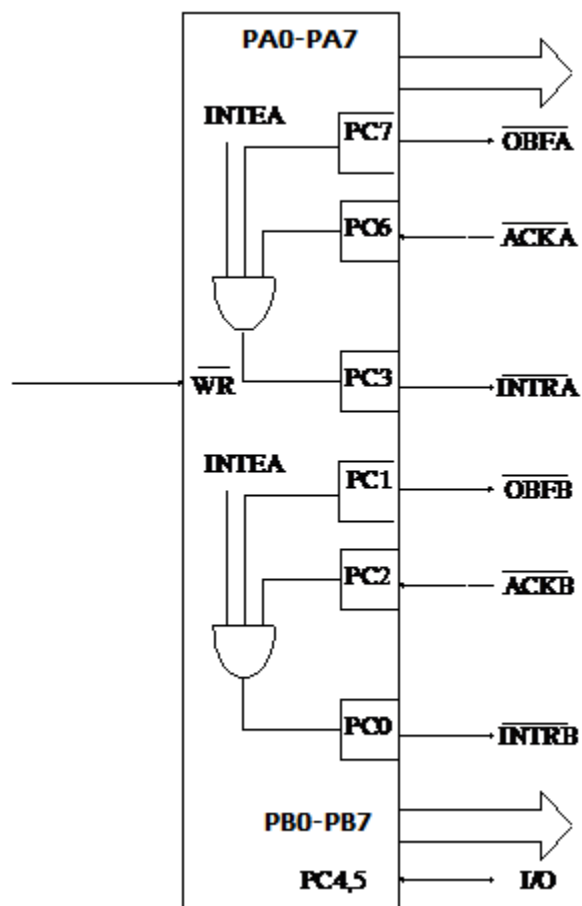 PA0-PA7
INTEA
PC7 OBFA
PC6 ACKA
PC3 INTRA
WR
INTEA
PC1 OBFB
PC2 ACKB
PC0 INTRB
PB0-PB7
PC4,5 I/O